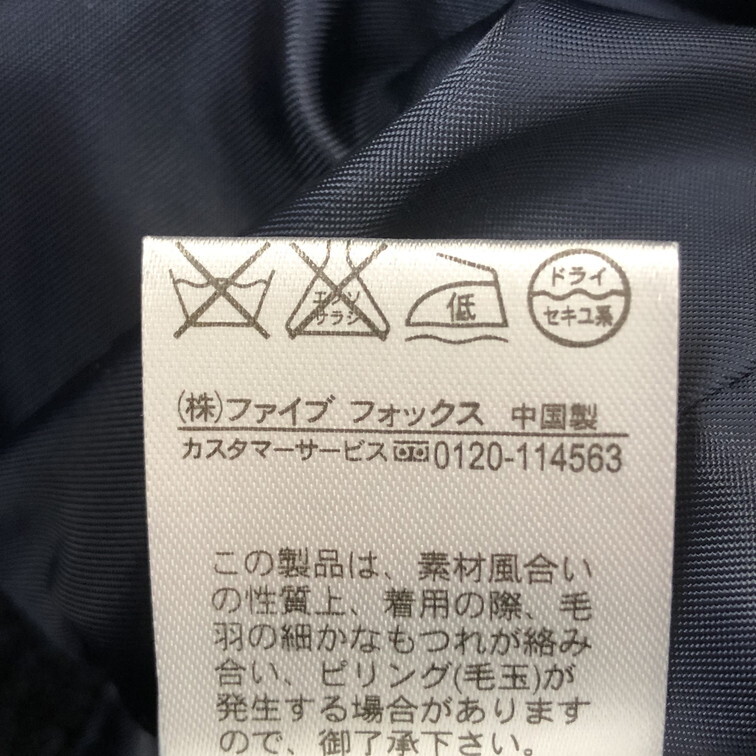 エンソ
サラシ
低
ドライ
セキユ系
(株)ファイブ フォックス 中国製
カスタマーサービス 0120-114563
この製品は、素材風合い
の性質上、着用の際、毛
羽の細かなもつれが絡み
合い、ピリング(毛玉)が
発生する場合があります
ので、御了承下さい。